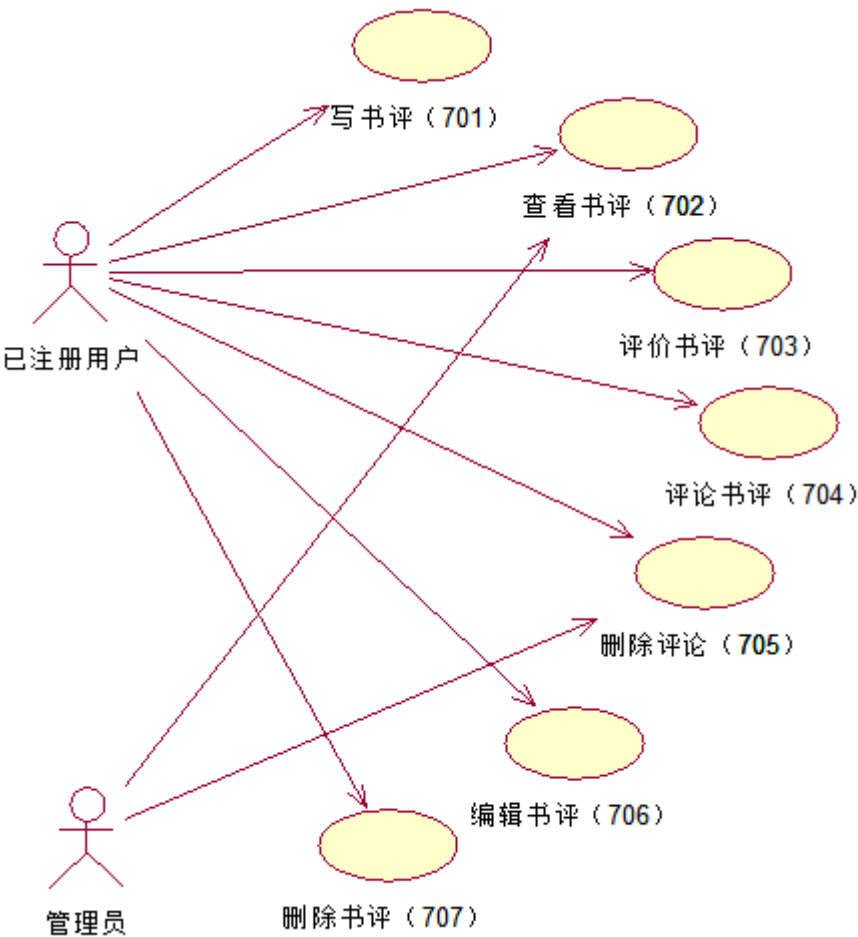 写书评（701）
查看书评（702）
已注册用户
评价书评（703）
评论书评（704）
删除评论（705）
编辑书评（706）
管理员
删除书评（707）